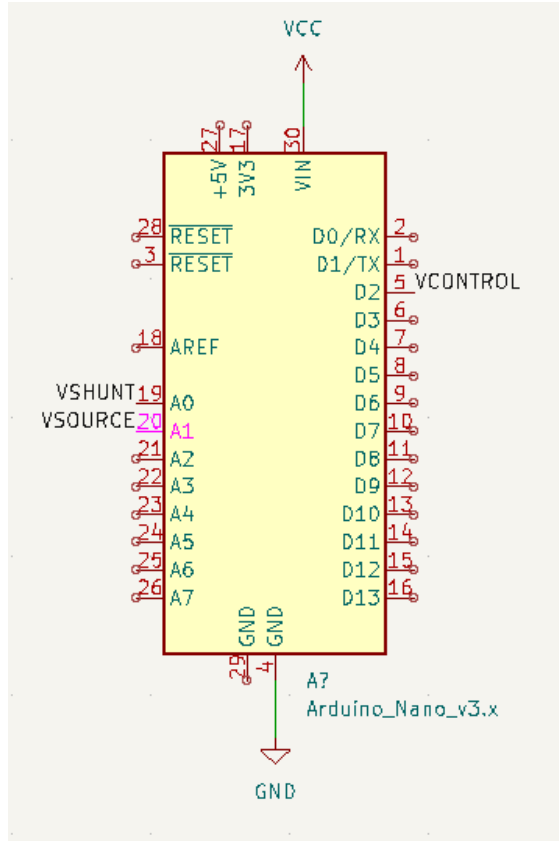 VCC
27 17 30
+5V 3V3 VIN
28 RESET D0/RX 2
3 RESET D1/TX 1
D2 5 VCONTROL
D3 6
18 AREF D4 7
D5 8
VSHUNT 19 A0 D6 9
VSOURCE 20 A1 D7 10
21 A2 D8 11
22 A3 D9 12
23 A4 D10 13
24 A5 D11 14
25 A6 D12 15
26 A7 D13 16
GND GND
29 4
A?
Arduino_Nano_v3.x
GND